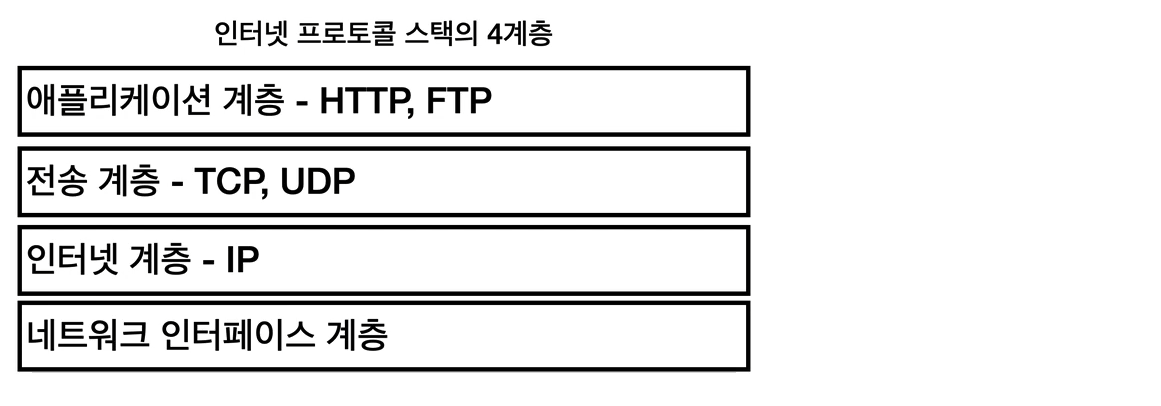 인터넷 프로토콜 스택의 4계층
애플리케이션 계층 - HTTP, FTP
전송 계층 - TCP, UDP
인터넷 계층 - IP
네트워크 인터페이스 계층